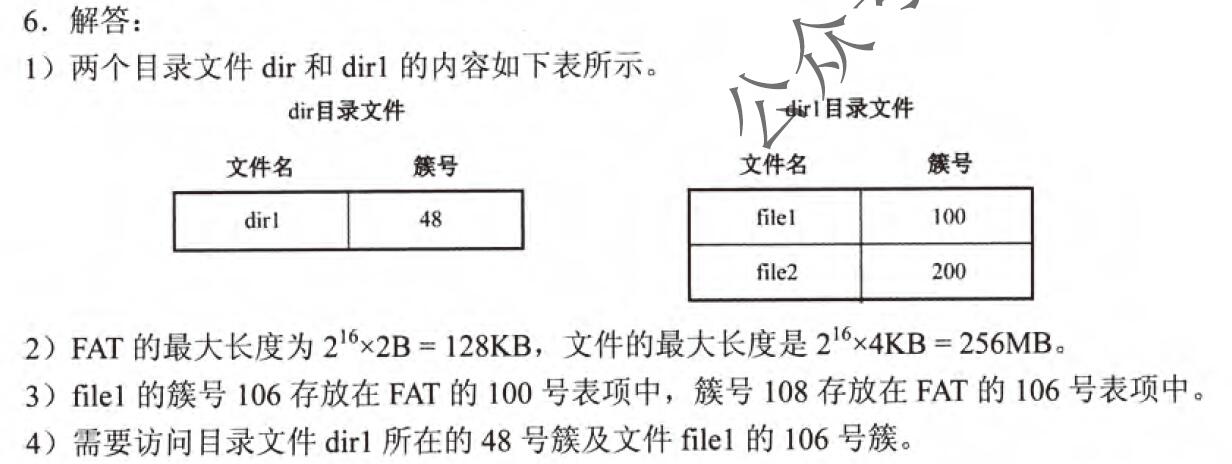 6. 解答：
1）两个目录文件 dir 和 dir1 的内容如下表所示。
dir目录文件
文件名 簇号
dir1 48
dir1目录文件
文件名 簇号
file1 100
file2 200
2）FAT 的最大长度为 2¹⁶×2B = 128KB，文件的最大长度是 2¹⁶×4KB = 256MB。
3）file1 的簇号 106 存放在 FAT 的 100 号表项中，簇号 108 存放在 FAT 的 106 号表项中。
4）需要访问目录文件 dir1 所在的 48 号簇及文件 file1 的 106 号簇。
公众